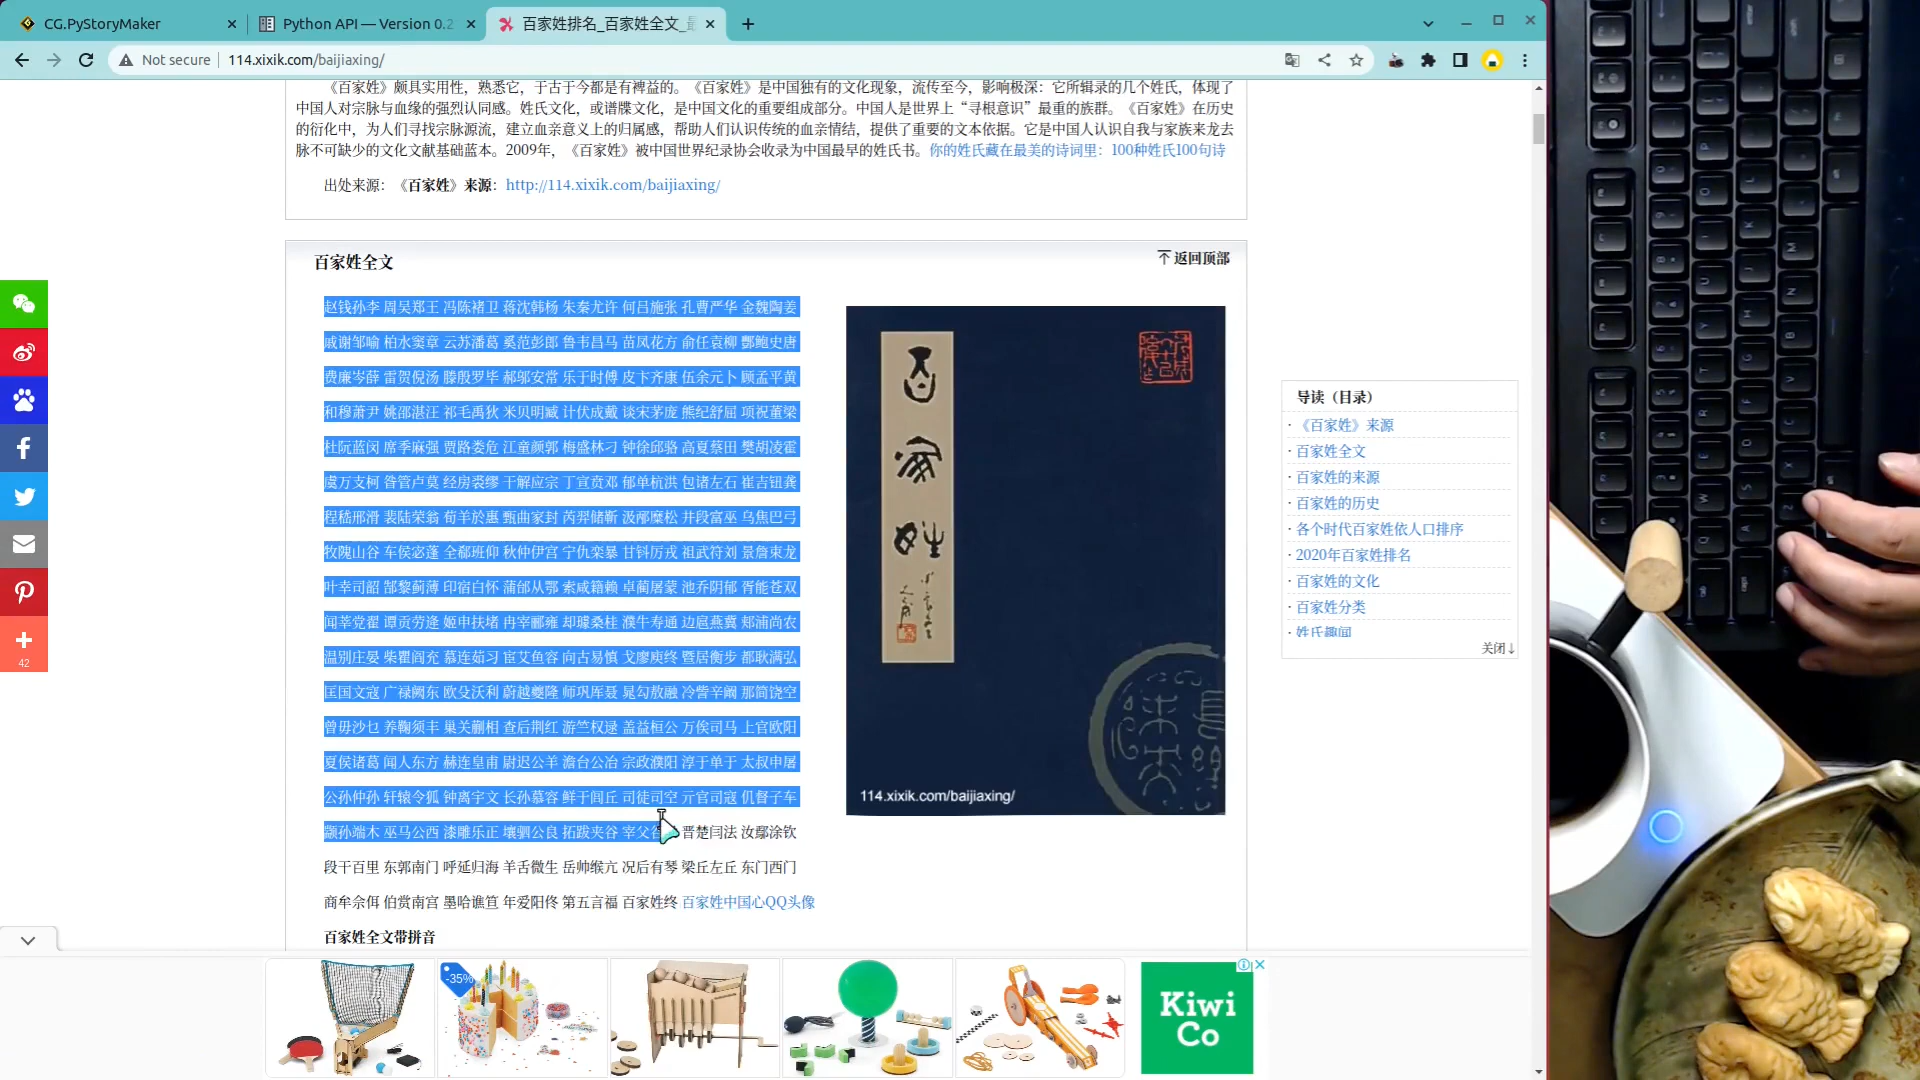 CG.PyStoryMaker
Python API — Version 0.2
百家姓排名_百家姓全文_
Not secure
114.xixik.com/baijiaxing/
《百家姓》颇具实用性，熟悉它，于古于今都是有裨益的。《百家姓》是中国独有的文化现象，流传至今，影响极深：它所辑录的几个姓氏，体现了
中国人对宗脉与血缘的强烈认同感。姓氏文化，或谱牒文化，是中国文化的重要组成部分。中国人是世界上“寻根意识”最重的族群。《百家姓》在历史
的衍化中，为人们寻找宗脉源流，建立血亲意义上的归属感，帮助人们认识传统的血亲情结，提供了重要的文本依据。它是中国人认识自我与家族来龙去
脉不可缺少的文化文献基础蓝本。2009年，《百家姓》被中国世界纪录协会收录为中国最早的姓氏书。你的姓氏藏在最美的诗词里：100种姓氏100句诗
出处来源：《百家姓》来源：http://114.xixik.com/baijiaxing/
百家姓全文
返回顶部
赵钱孙李 周吴郑王 冯陈褚卫 蒋沈韩杨 朱秦尤许 何吕施张 孔曹严华 金魏陶姜
戚谢邹喻 柏水窦章 云苏潘葛 奚范彭郎 鲁韦昌马 苗凤花方 俞任袁柳 酆鲍史唐
费廉岑薛 雷贺倪汤 滕殷罗毕 郝邬安常 乐于时傅 皮卞齐康 伍余元卜 顾孟平黄
和穆萧尹 姚邵湛汪 祁毛禹狄 米贝明臧 计伏成戴 谈宋茅庞 熊纪舒屈 项祝董梁
杜阮蓝闵 席季麻强 贾路娄危 江童颜郭 梅盛林刁 钟徐邱骆 高夏蔡田 樊胡凌霍
虞万支柯 昝管卢莫 经房裘缪 干解应宗 丁宣贲邓 郁单杭洪 包诸左石 崔吉钮龚
程嵇邢滑 裴陆荣翁 荀羊於惠 甄曲家封 芮羿储靳 汲邴糜松 井段富巫 乌焦巴弓
牧隗山谷 车侯宓蓬 全郗班仰 秋仲伊宫 宁仇栾暴 甘钭厉戎 祖武符刘 景詹束龙
叶幸司韶 郜黎蓟薄 印宿白怀 蒲邰从鄂 索咸籍赖 卓蔺屠蒙 池乔阴郁 胥能苍双
闻莘党翟 谭贡劳逄 姬申扶堵 冉宰郦雍 却璩桑桂 濮牛寿通 边扈燕冀 郏浦尚农
温别庄晏 柴瞿阎充 慕连茹习 宦艾鱼容 向古易慎 戈廖庾终 暨居衡步 都耿满弘
匡国文寇 广禄阙东 欧殳沃利 蔚越夔隆 师巩厍聂 晁勾敖融 冷訾辛阚 那简饶空
曾毋沙乜 养鞠须丰 巢关蒯相 查后荆红 游竺权逯 盖益桓公 万俟司马 上官欧阳
夏侯诸葛 闻人东方 赫连皇甫 尉迟公羊 澹台公冶 宗政濮阳 淳于单于 太叔申屠
公孙仲孙 轩辕令狐 钟离宇文 长孙慕容 鲜于闾丘 司徒司空 亓官司寇 仉督子车
颛孙端木 巫马公西 漆雕乐正 壤驷公良 拓跋夹谷 宰父 晋楚闫法 汝鄢涂钦
段干百里 东郭南门 呼延归海 羊舌微生 岳帅缑亢 况后有琴 梁丘左丘 东门西门
商牟佘佴 伯赏南宫 墨哈谯笪 年爱阳佟 第五言福 百家姓终 百家姓中国心QQ头像
百家姓全文带拼音
百家姓
114.xixik.com/baijiaxing/
导读（目录）
· 《百家姓》来源
· 百家姓全文
· 百家姓的来源
· 百家姓的历史
· 各个时代百家姓依人口排序
· 2020年百家姓排名
· 百家姓的文化
· 百家姓分类
· 姓氏趣闻
关闭↓
42
-35%
Kiwi
Co